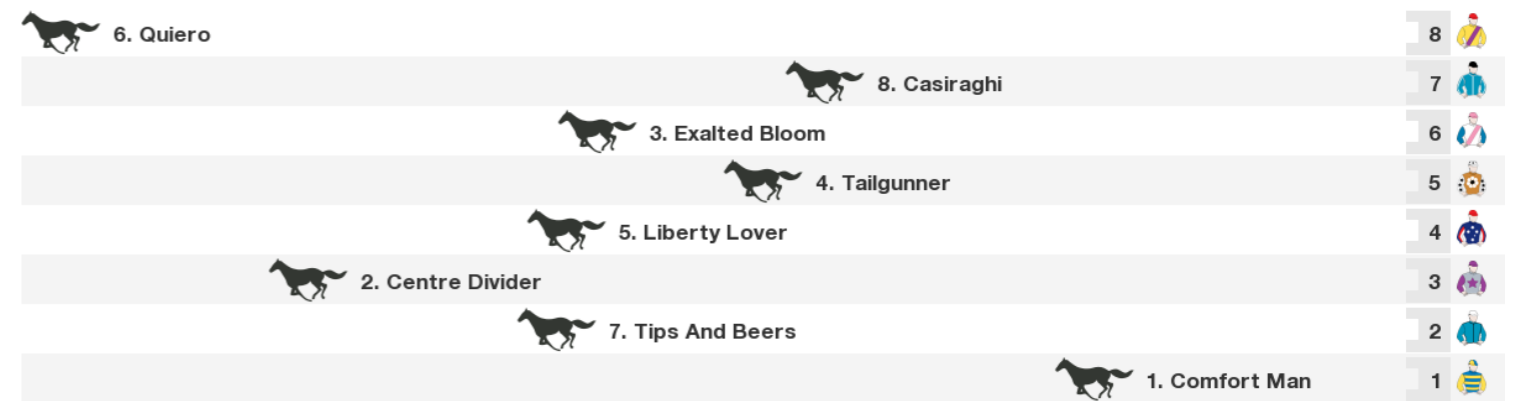 6. Quiero 8
8. Casiraghi 7
3. Exalted Bloom 6
4. Tailgunner 5
5. Liberty Lover 4
2. Centre Divider 3
7. Tips And Beers 2
1. Comfort Man 1